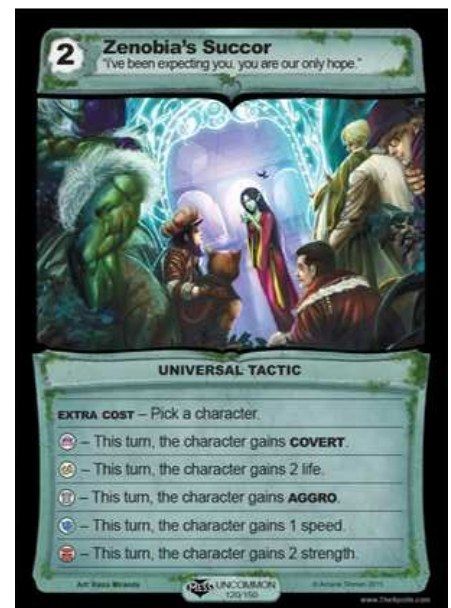 2
Zenobia's Succor
"I've been expecting you, you are our only hope."
UNIVERSAL TACTIC
EXTRA COST – Pick a character.
– This turn, the character gains COVERT.
– This turn, the character gains 2 life.
– This turn, the character gains AGGRO.
– This turn, the character gains 1 speed.
– This turn, the character gains 2 strength.
UNCOMMON
120/150